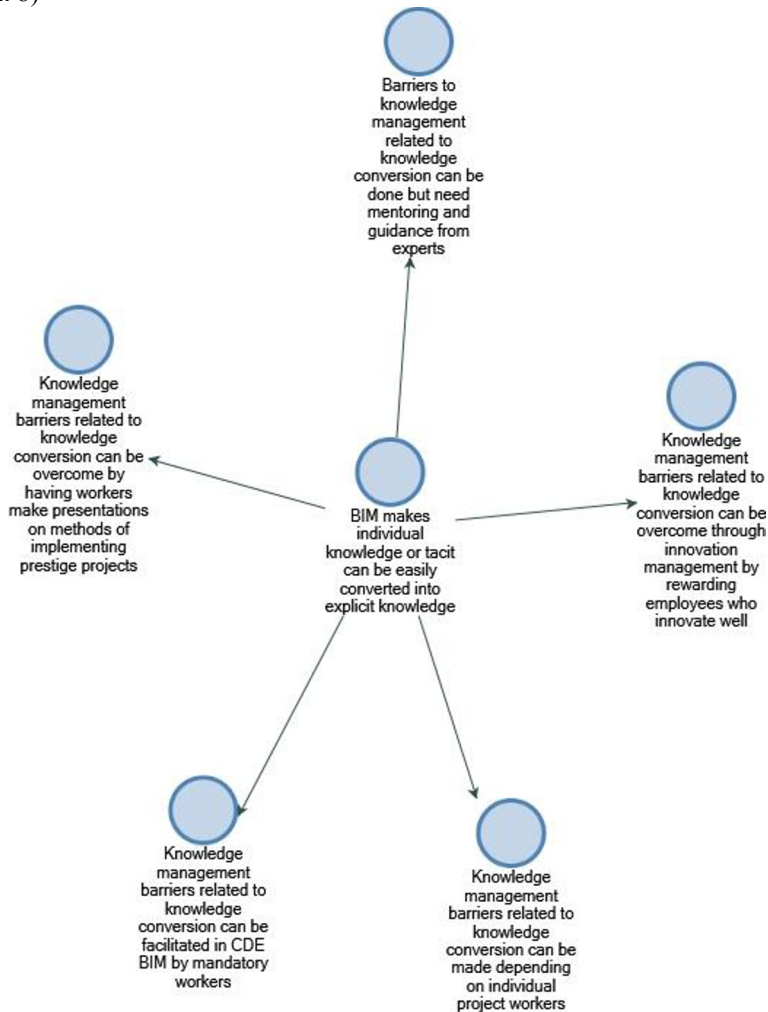 Barriers to
knowledge
management
related to
knowledge
conversion can be
done but need
mentoring and
guidance from
experts
Knowledge
management
barriers related to
knowledge
conversion can be
overcome by
having workers
make presentations
on methods of
implementing
prestige projects
Knowledge
management
barriers related to
knowledge
conversion can be
overcome through
innovation
management by
rewarding
employees who
innovate well
BIM makes
individual
knowledge or tacit
can be easily
converted into
explicit knowledge
Knowledge
management
barriers related to
knowledge
conversion can be
facilitated in CDE
BIM by mandatory
workers
Knowledge
management
barriers related to
knowledge
conversion can be
made depending
on individual
project workers